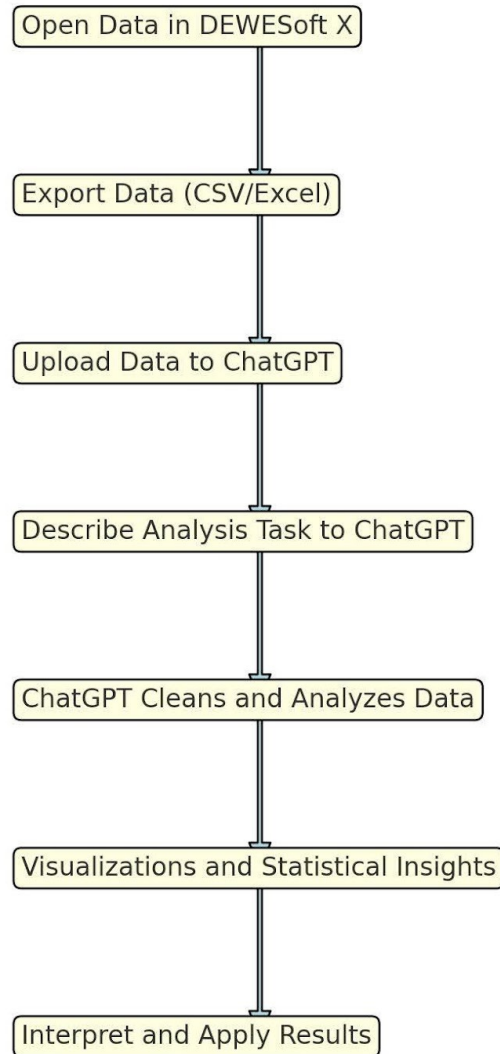 Open Data in DEWESoft X
Export Data (CSV/Excel)
Upload Data to ChatGPT
Describe Analysis Task to ChatGPT
ChatGPT Cleans and Analyzes Data
Visualizations and Statistical Insights
Interpret and Apply Results